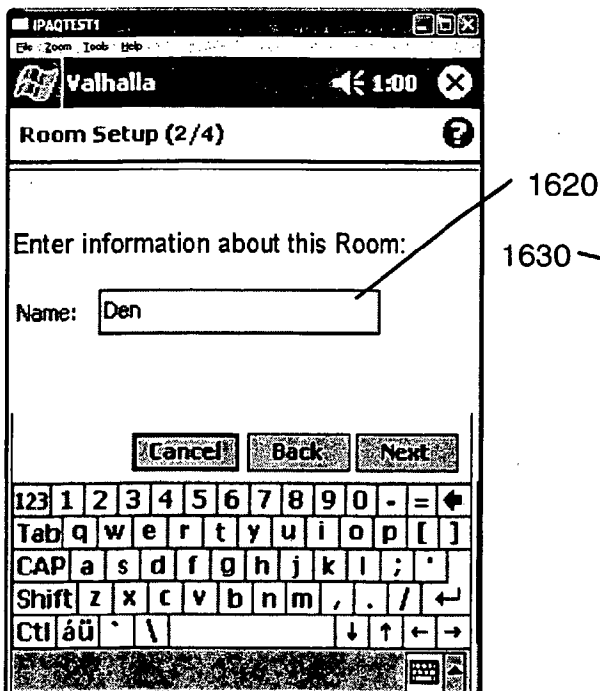 IPAQTEST1
File Zoom Tools Help
Valhalla 1:00
Room Setup (2/4) ?
1620
Enter information about this Room:
1630
Name: Den
Cancel Back Next
123 1 2 3 4 5 6 7 8 9 0 - =
Tab q w e r t y u i o p [ ]
CAP a s d f g h j k l ; '
Shift z x c v b n m , . /
Ctl áü ` \